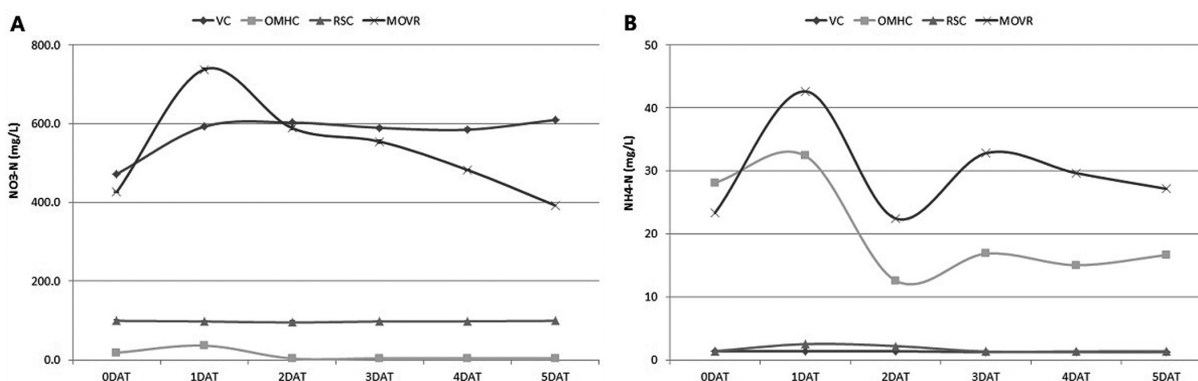 A
VC OMHC RSC MOVR
800.0
600.0
400.0
200.0
0.0
NO3-N (mg/L)
0DAT 1DAT 2DAT 3DAT 4DAT 5DAT
B
VC OMHC RSC MOVR
50
40
30
20
10
0
NH4-N (mg/L)
0DAT 1DAT 2DAT 3DAT 4DAT 5DAT